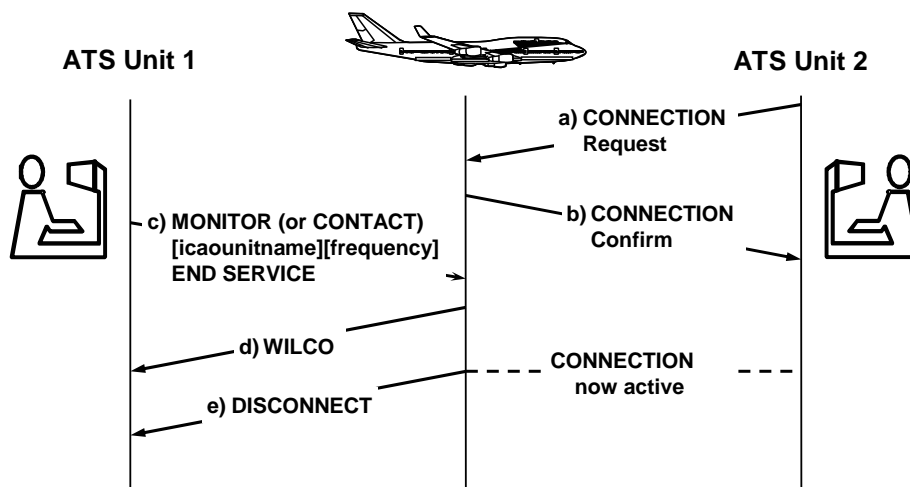 ATS Unit 1
ATS Unit 2
a) CONNECTION
Request
b) CONNECTION
Confirm
c) MONITOR (or CONTACT)
[icaounitname][frequency]
END SERVICE
d) WILCO
CONNECTION
now active
e) DISCONNECT